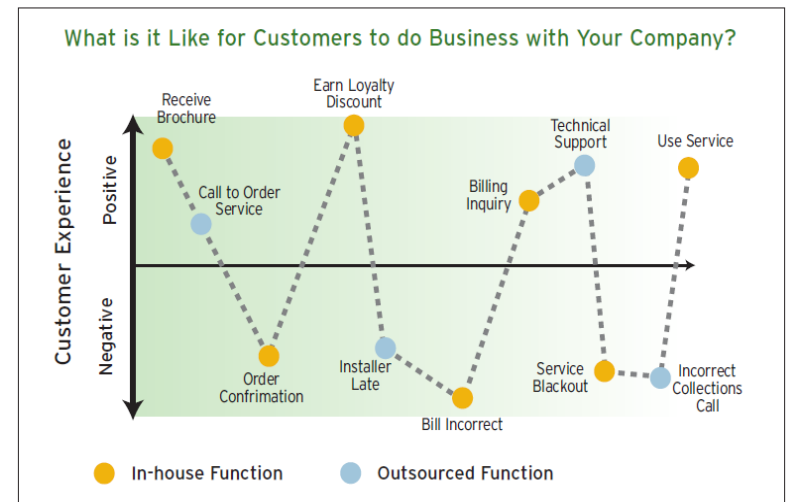 What is it Like for Customers to do Business with Your Company?
Earn Loyalty
Discount
Receive
Brochure
Technical
Support
Use Service
Call to Order
Service
Billing
Inquiry
Customer Experience
Positive
Negative
Order
Confrimation
Installer
Late
Bill Incorrect
Service
Blackout
Incorrect
Collections
Call
In-house Function
Outsourced Function